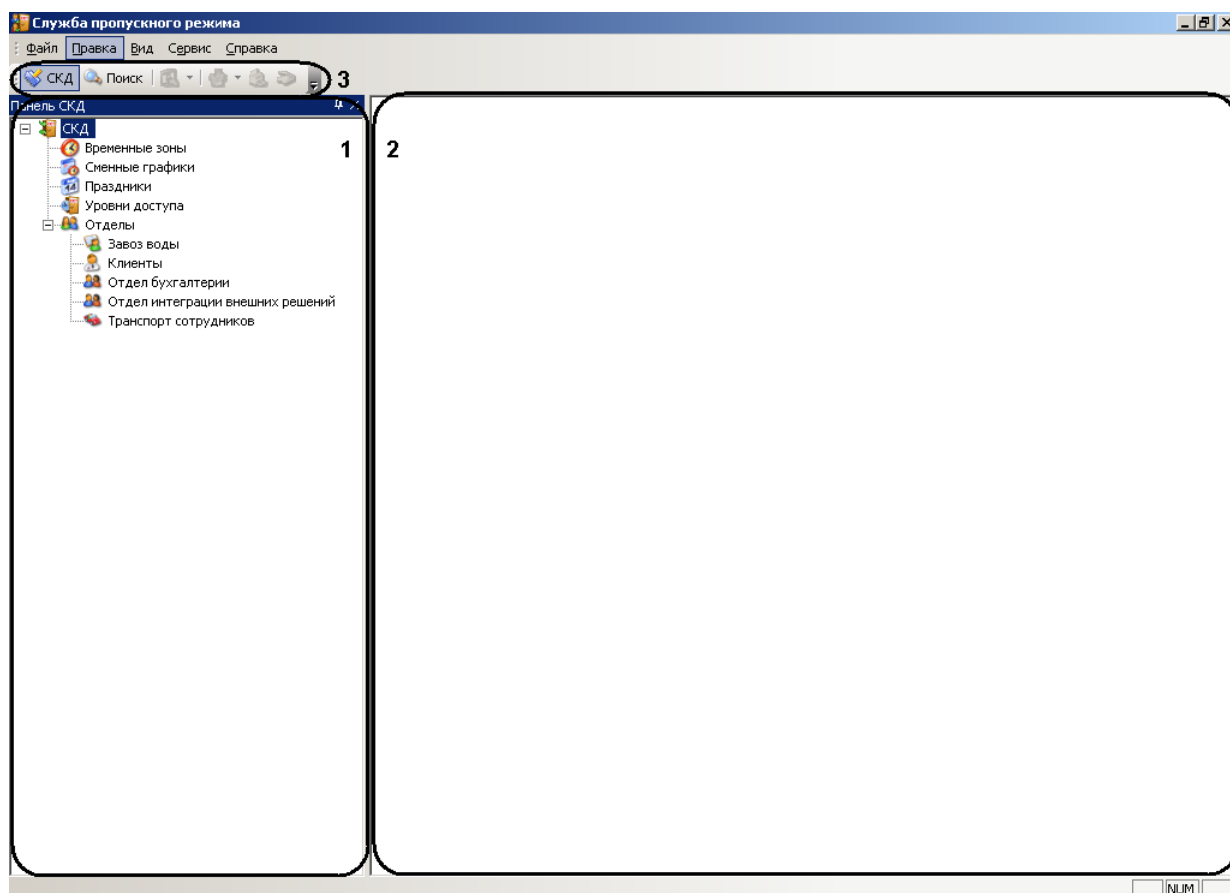 Служба пропускного режима
Файл Правка Вид Сервис Справка
СКД Поиск 3
Панель СКД
СКД
Временные зоны 1 2
Сменные графики
Праздники
Уровни доступа
Отделы
Завоз воды
Клиенты
Отдел бухгалтерии
Отдел интеграции внешних решений
Транспорт сотрудников
NUM